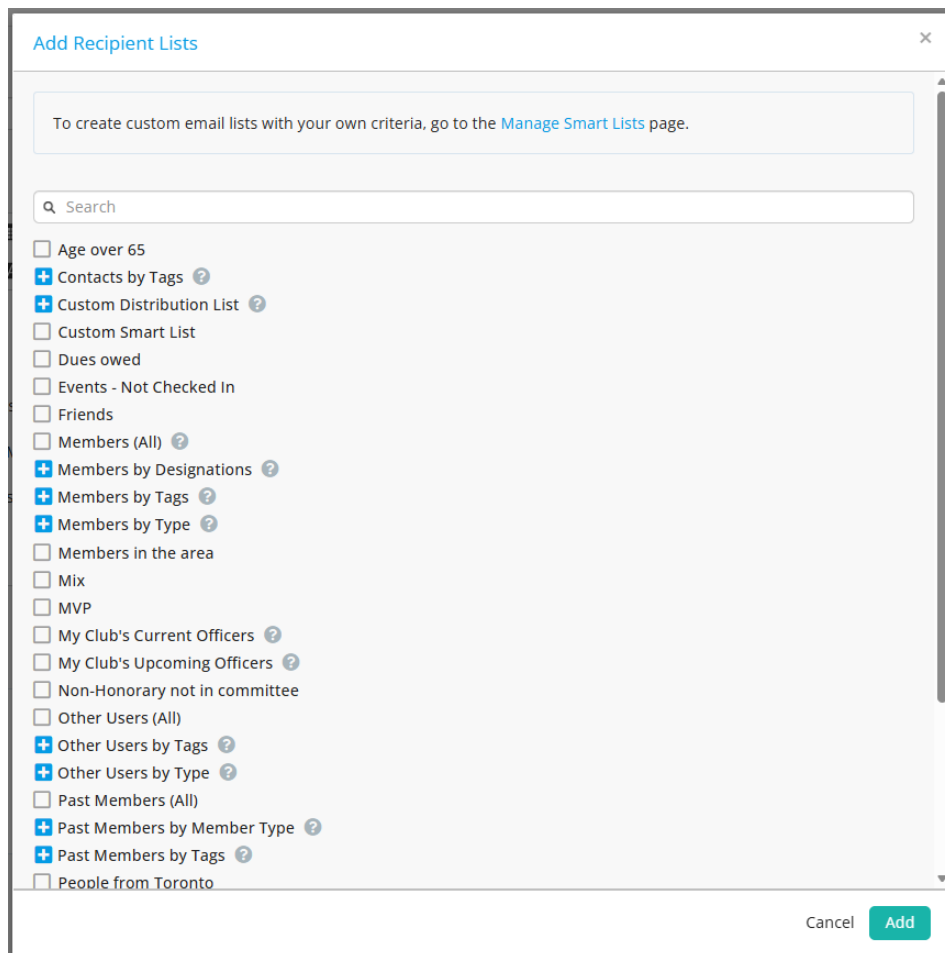 Add Recipient Lists
To create custom email lists with your own criteria, go to the Manage Smart Lists page.
Search
Age over 65
Contacts by Tags
Custom Distribution List
Custom Smart List
Dues owed
Events - Not Checked In
Friends
Members (All)
Members by Designations
Members by Tags
Members by Type
Members in the area
Mix
MVP
My Club's Current Officers
My Club's Upcoming Officers
Non-Honorary not in committee
Other Users (All)
Other Users by Tags
Other Users by Type
Past Members (All)
Past Members by Member Type
Past Members by Tags
People from Toronto
Cancel Add